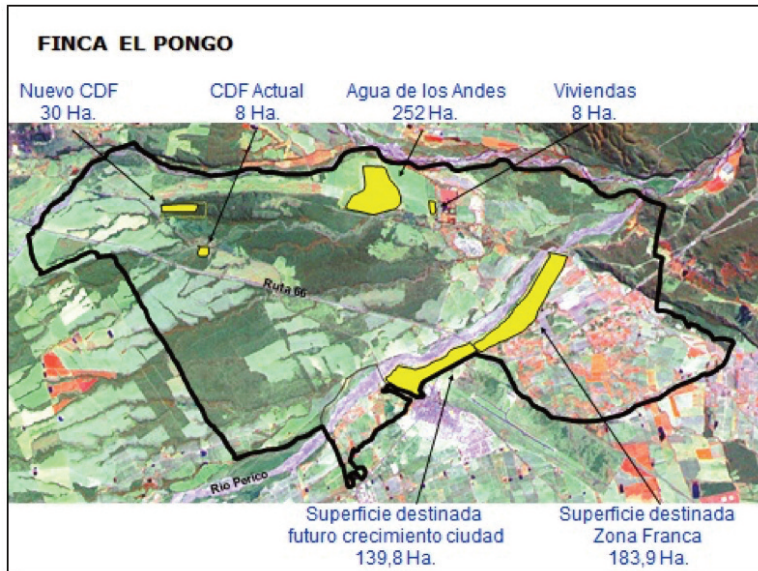 FINCA EL PONGO
Nuevo CDF
30 Ha.
CDF Actual
8 Ha.
Agua de los Andes
252 Ha.
Viviendas
8 Ha.
Ruta 66
Río Perico
Superficie destinada
futuro crecimiento ciudad
139,8 Ha.
Superficie destinada
Zona Franca
183,9 Ha.